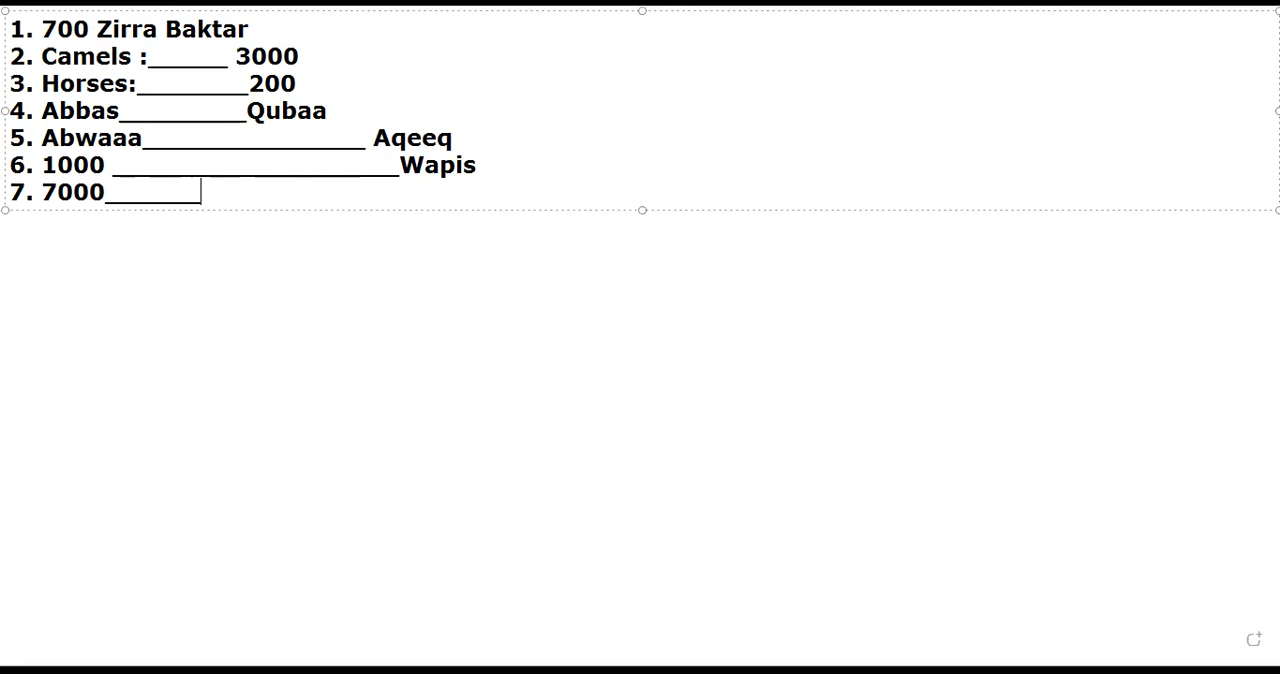 1. 700 Zirra Baktar
2. Camels :______ 3000
3. Horses:_________200
4. Abbas__________Qubaa
5. Abwaaa_________________ Aqeeq
6. 1000 ______________________Wapis
7. 7000________